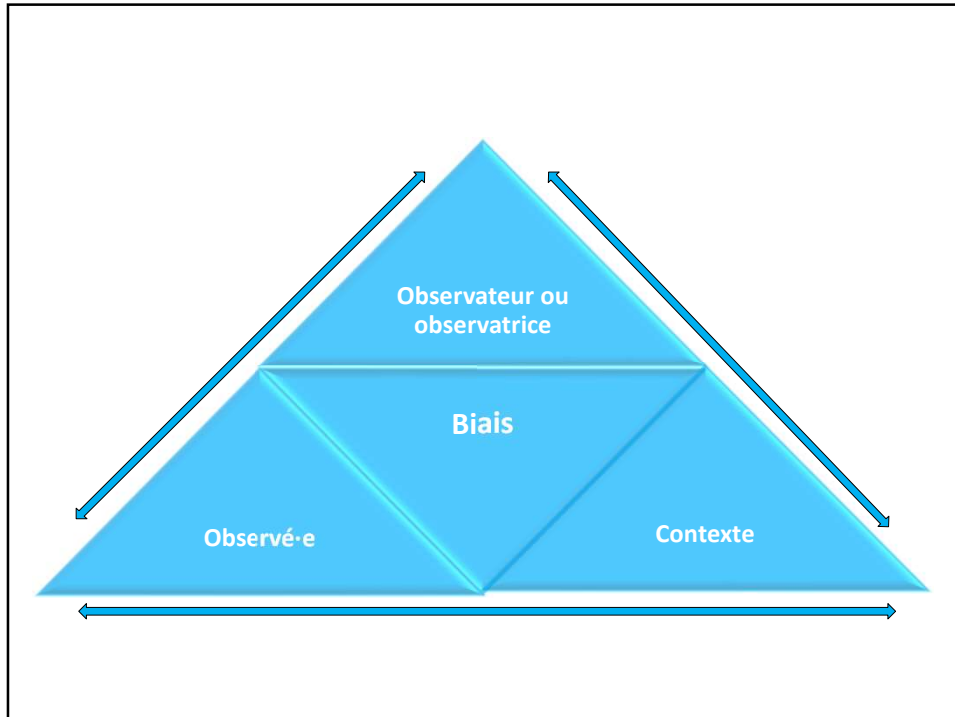 Observateur ou
observatrice
Biais
Observé·e
Contexte